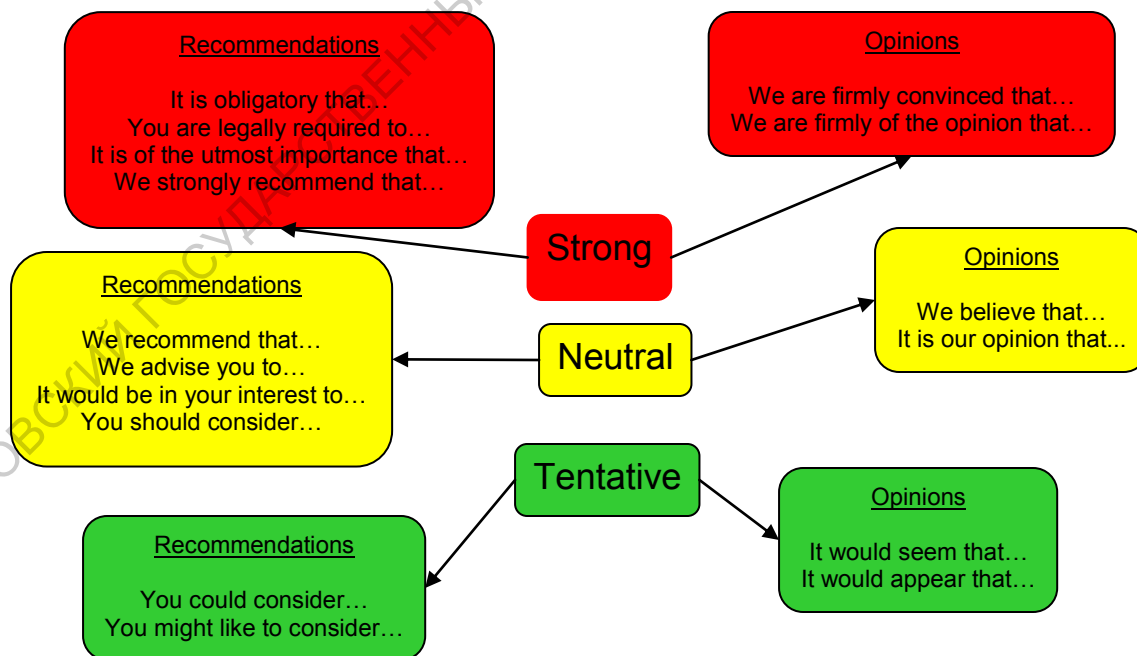 Recommendations
It is obligatory that…
You are legally required to…
It is of the utmost importance that…
We strongly recommend that…
Opinions
We are firmly convinced that…
We are firmly of the opinion that…
Strong
Recommendations
We recommend that…
We advise you to…
It would be in your interest to…
You should consider…
Opinions
We believe that…
It is our opinion that...
Neutral
Tentative
Recommendations
You could consider…
You might like to consider…
Opinions
It would seem that…
It would appear that…